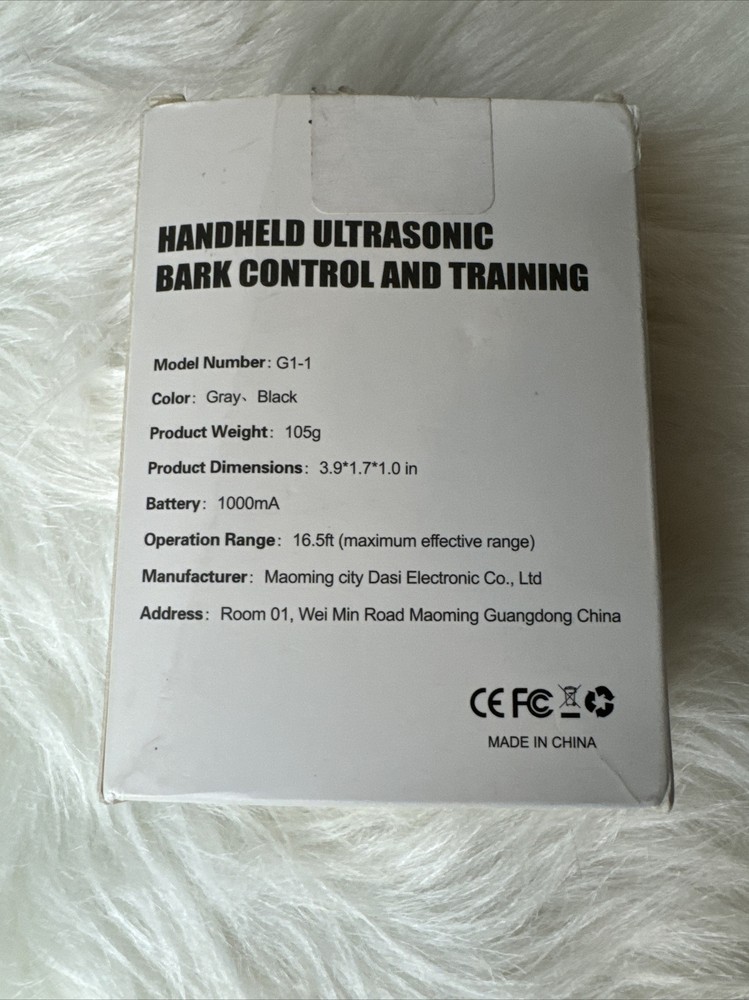 HANDHELD ULTRASONIC
BARK CONTROL AND TRAINING
Model Number: G1-1
Color: Gray、Black
Product Weight: 105g
Product Dimensions: 3.9*1.7*1.0 in
Battery: 1000mA
Operation Range: 16.5ft (maximum effective range)
Manufacturer: Maoming city Dasi Electronic Co., Ltd
Address: Room 01, Wei Min Road Maoming Guangdong China
CE FC
MADE IN CHINA